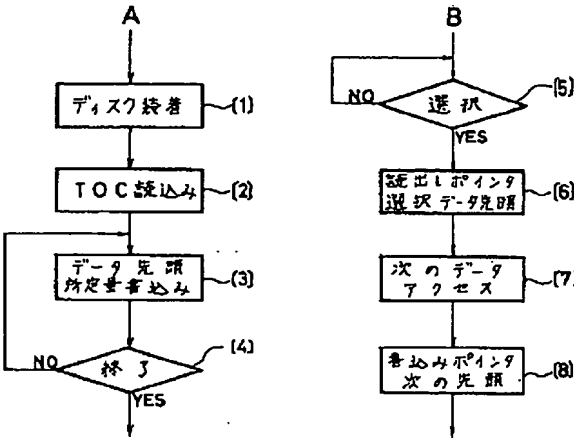 A
ディスク装着
(1)
TOC読込み
(2)
データ先頭
所定量書込み
(3)
終了
(4)
NO
YES
B
選択
(5)
NO
YES
読出しポインタ
選択データ先頭
(6)
次のデータ
アクセス
(7)
書込みポインタ
次の先頭
(8)